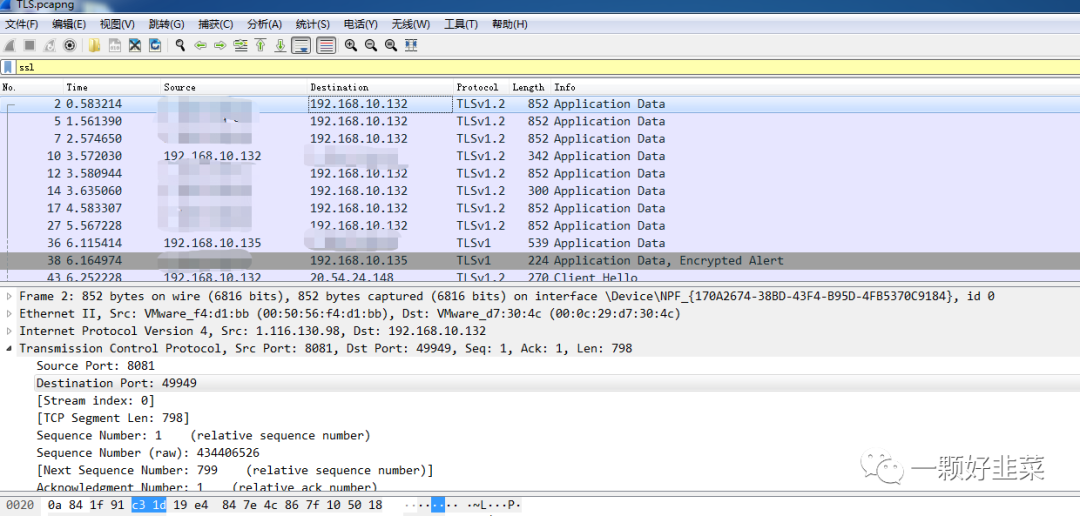 TLS.pcapng
文件(F) 编辑(E) 视图(V) 跳转(G) 捕获(C) 分析(A) 统计(S) 电话(Y) 无线(W) 工具(T) 帮助(H)
ssl
No. Time Source Destination Protocol Length Info
2 0.583214 192.168.10.132 TLSv1.2 852 Application Data
5 1.561390 192.168.10.132 TLSv1.2 852 Application Data
7 2.574650 192.168.10.132 TLSv1.2 852 Application Data
10 3.572030 192.168.10.132 TLSv1.2 342 Application Data
12 3.580944 192.168.10.132 TLSv1.2 852 Application Data
14 3.635060 192.168.10.132 TLSv1.2 300 Application Data
17 4.583307 192.168.10.132 TLSv1.2 852 Application Data
27 5.567228 192.168.10.132 TLSv1.2 852 Application Data
36 6.115414 192.168.10.135 TLSv1 539 Application Data
38 6.164974 192.168.10.135 TLSv1 224 Application Data, Encrypted Alert
43 6.252228 192.168.10.132 20.54.24.148 TLSv1.2 270 Client Hello
Frame 2: 852 bytes on wire (6816 bits), 852 bytes captured (6816 bits) on interface \Device\NPF_{170A2674-38BD-43F4-B95D-4FB5370C9184}, id 0
Ethernet II, Src: VMware_f4:d1:bb (00:50:56:f4:d1:bb), Dst: VMware_d7:30:4c (00:0c:29:d7:30:4c)
Internet Protocol Version 4, Src: 1.116.130.98, Dst: 192.168.10.132
Transmission Control Protocol, Src Port: 8081, Dst Port: 49949, Seq: 1, Ack: 1, Len: 798
Source Port: 8081
Destination Port: 49949
[Stream index: 0]
[TCP Segment Len: 798]
Sequence Number: 1 (relative sequence number)
Sequence Number (raw): 434406526
[Next Sequence Number: 799 (relative sequence number)]
Acknowledgment Number: 1 (relative ack number)
一颗好韭菜
0020 0a 84 1f 91 c3 1d 19 e4 84 7e 4c 86 7f 10 50 18 ········ ·~L···P·